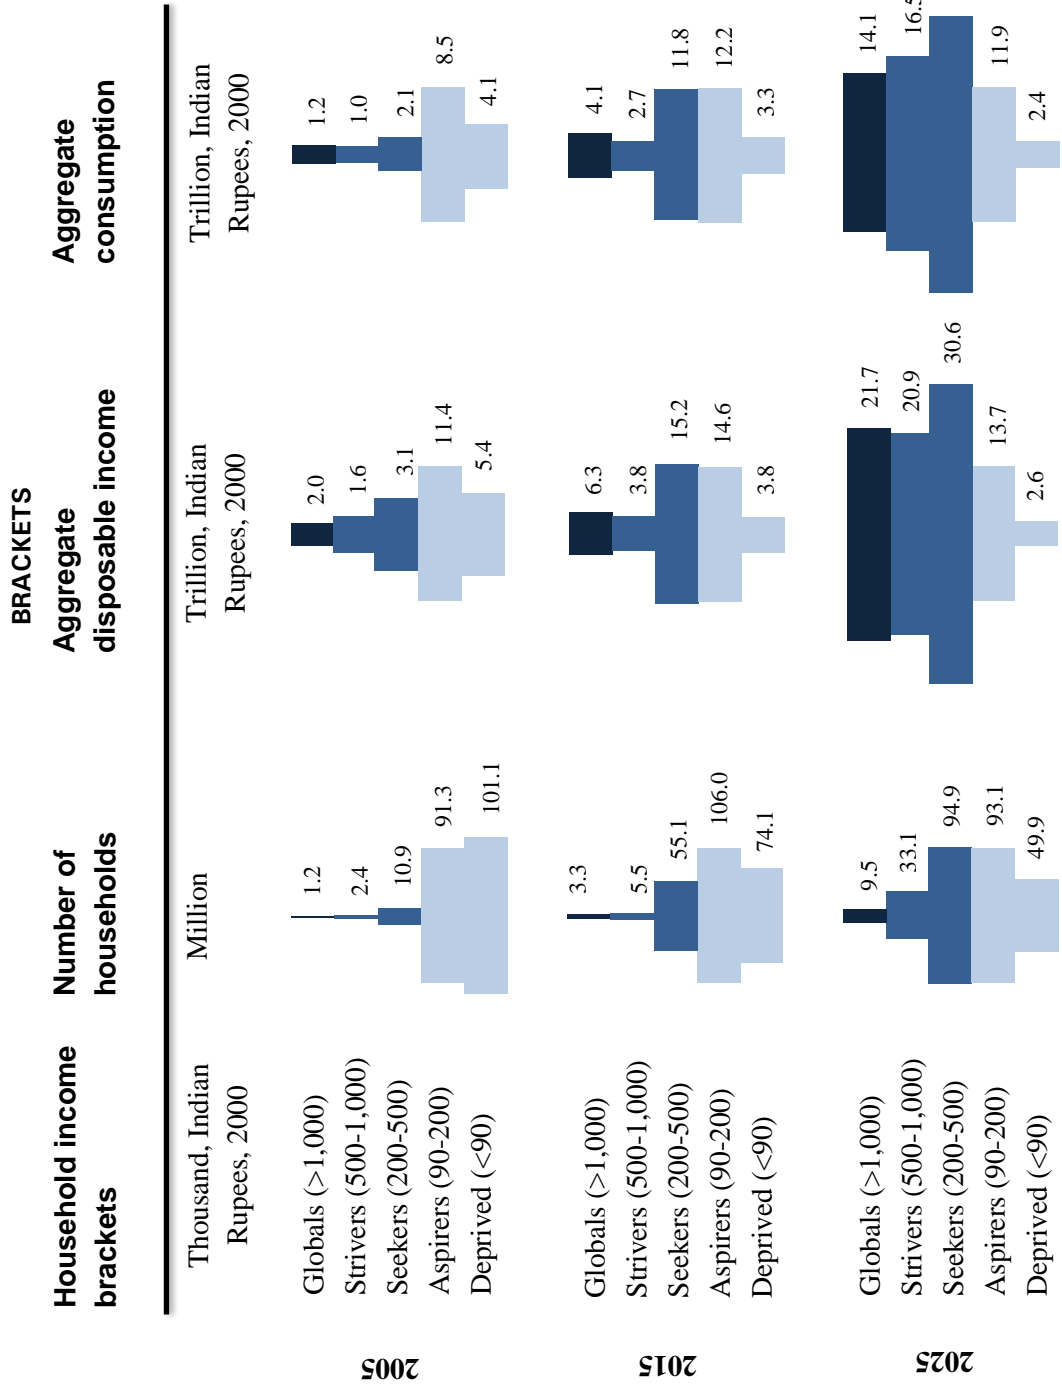 BRACKETS
Household income
brackets
Number of
households
Aggregate
disposable income
Aggregate
consumption
Thousand, Indian
Rupees, 2000
Million
Trillion, Indian
Rupees, 2000
Trillion, Indian
Rupees, 2000
2005
Globals (>1,000) 1.2 2.0 1.2
Strivers (500-1,000) 2.4 1.6 1.0
Seekers (200-500) 10.9 3.1 2.1
Aspirers (90-200) 91.3 11.4 8.5
Deprived (<90) 101.1 5.4 4.1
2015
Globals (>1,000) 3.3 6.3 4.1
Strivers (500-1,000) 5.5 3.8 2.7
Seekers (200-500) 55.1 15.2 11.8
Aspirers (90-200) 106.0 14.6 12.2
Deprived (<90) 74.1 3.8 3.3
2025
Globals (>1,000) 9.5 21.7 14.1
Strivers (500-1,000) 33.1 20.9 16.5
Seekers (200-500) 94.9 30.6
Aspirers (90-200) 93.1 13.7 11.9
Deprived (<90) 49.9 2.6 2.4